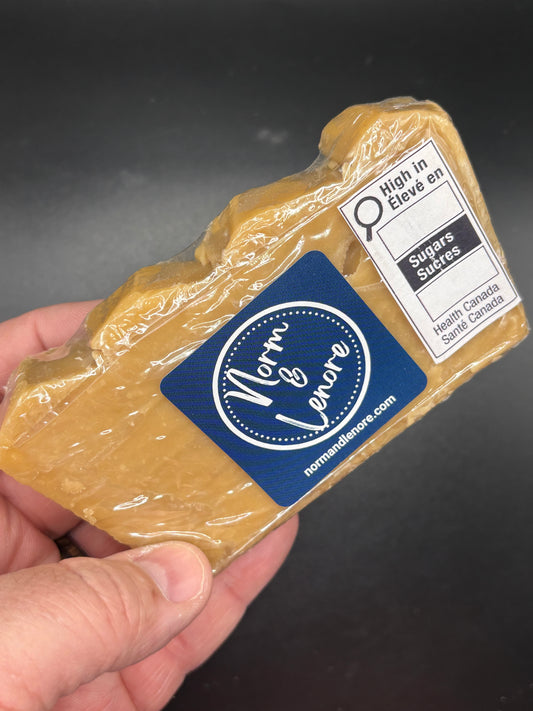 High in
Élevé en
Sugars
Sucres
Health Canada
Santé Canada
Norm
&
Lenore
normandlenore.com